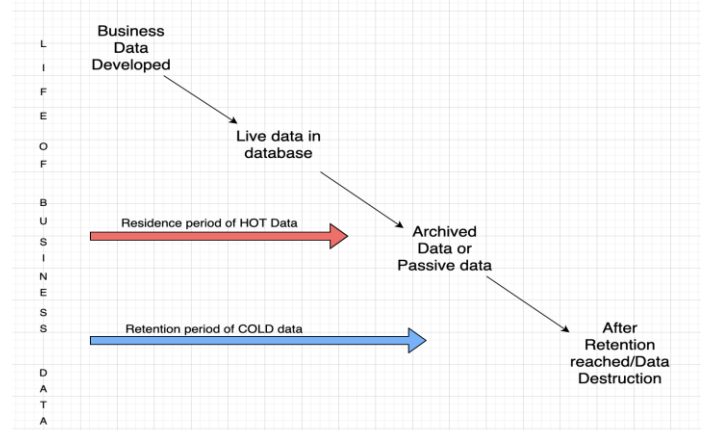 Business
Data
Developed
Live data in
database
Residence period of HOT Data
Archived
Data or
Passive data
Retention period of COLD data
After
Retention
reached/Data
Destruction
L
I
F
E
O
F
B
U
S
I
N
E
S
S
D
A
T
A